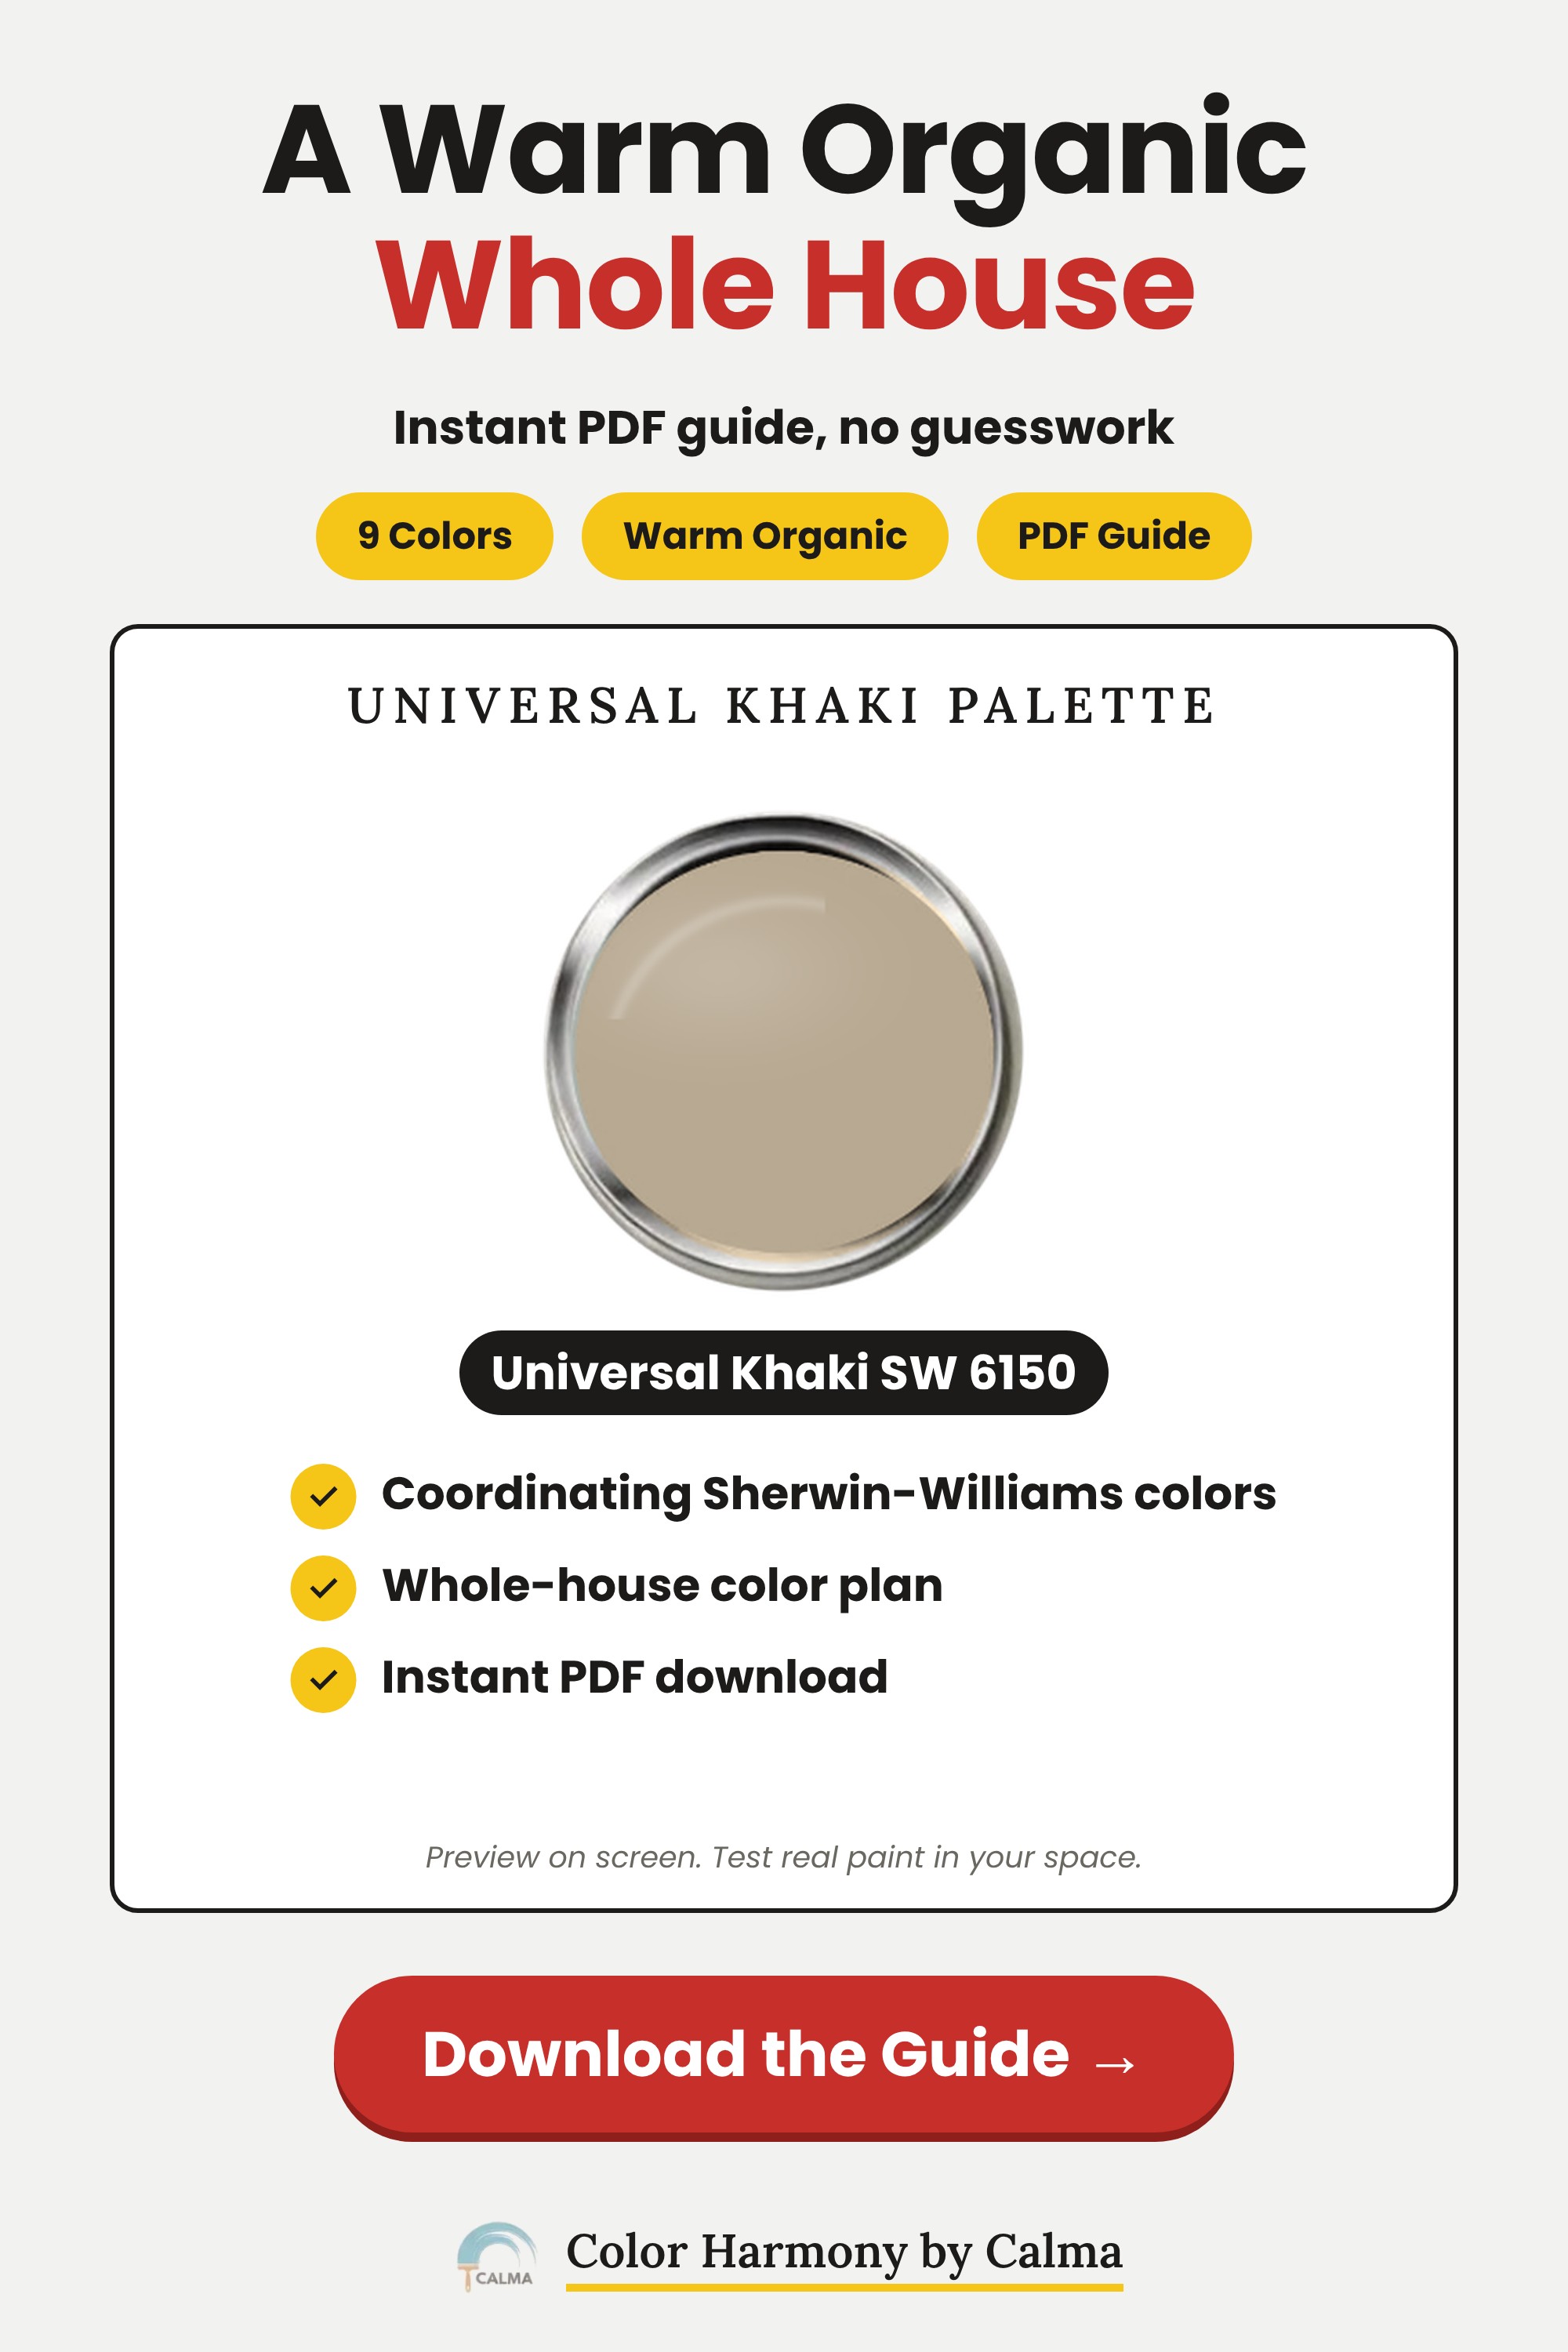 A Warm Organic
Whole House
Instant PDF guide, no guesswork
9 Colors
Warm Organic
PDF Guide
UNIVERSAL KHAKI PALETTE
Universal Khaki SW 6150
Coordinating Sherwin-Williams colors
Whole-house color plan
Instant PDF download
Preview on screen. Test real paint in your space.
Download the Guide →
CALMA
Color Harmony by Calma